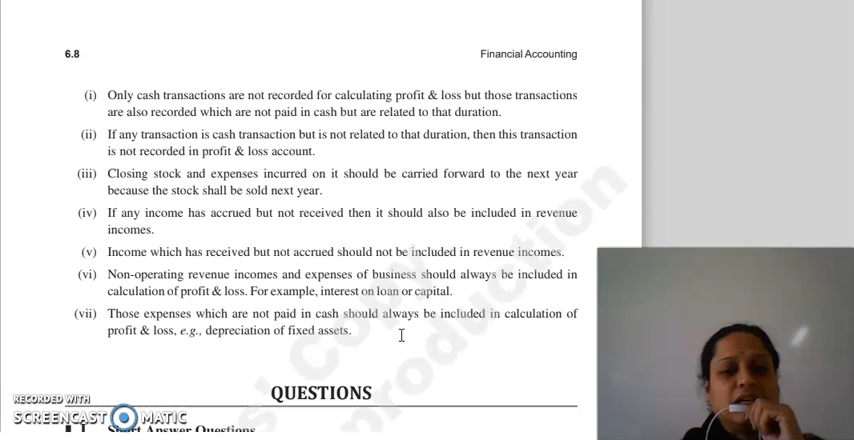 6.8
Financial Accounting
(i) Only cash transactions are not recorded for calculating profit & loss but those transactions
are also recorded which are not paid in cash but are related to that duration.
(ii) If any transaction is cash transaction but is not related to that duration, then this transaction
is not recorded in profit & loss account.
(iii) Closing stock and expenses incurred on it should be carried forward to the next year
because the stock shall be sold next year.
(iv) If any income has accrued but not received then it should also be included in revenue
incomes.
(v) Income which has received but not accrued should not be included in revenue incomes.
(vi) Non-operating revenue incomes and expenses of business should always be included in
calculation of profit & loss. For example, interest on loan or capital.
(vii) Those expenses which are not paid in cash should always be included in calculation of
profit & loss, e.g., depreciation of fixed assets.
QUESTIONS
Short Answer Questions
RECORDED WITH
SCREENCAST MATIC